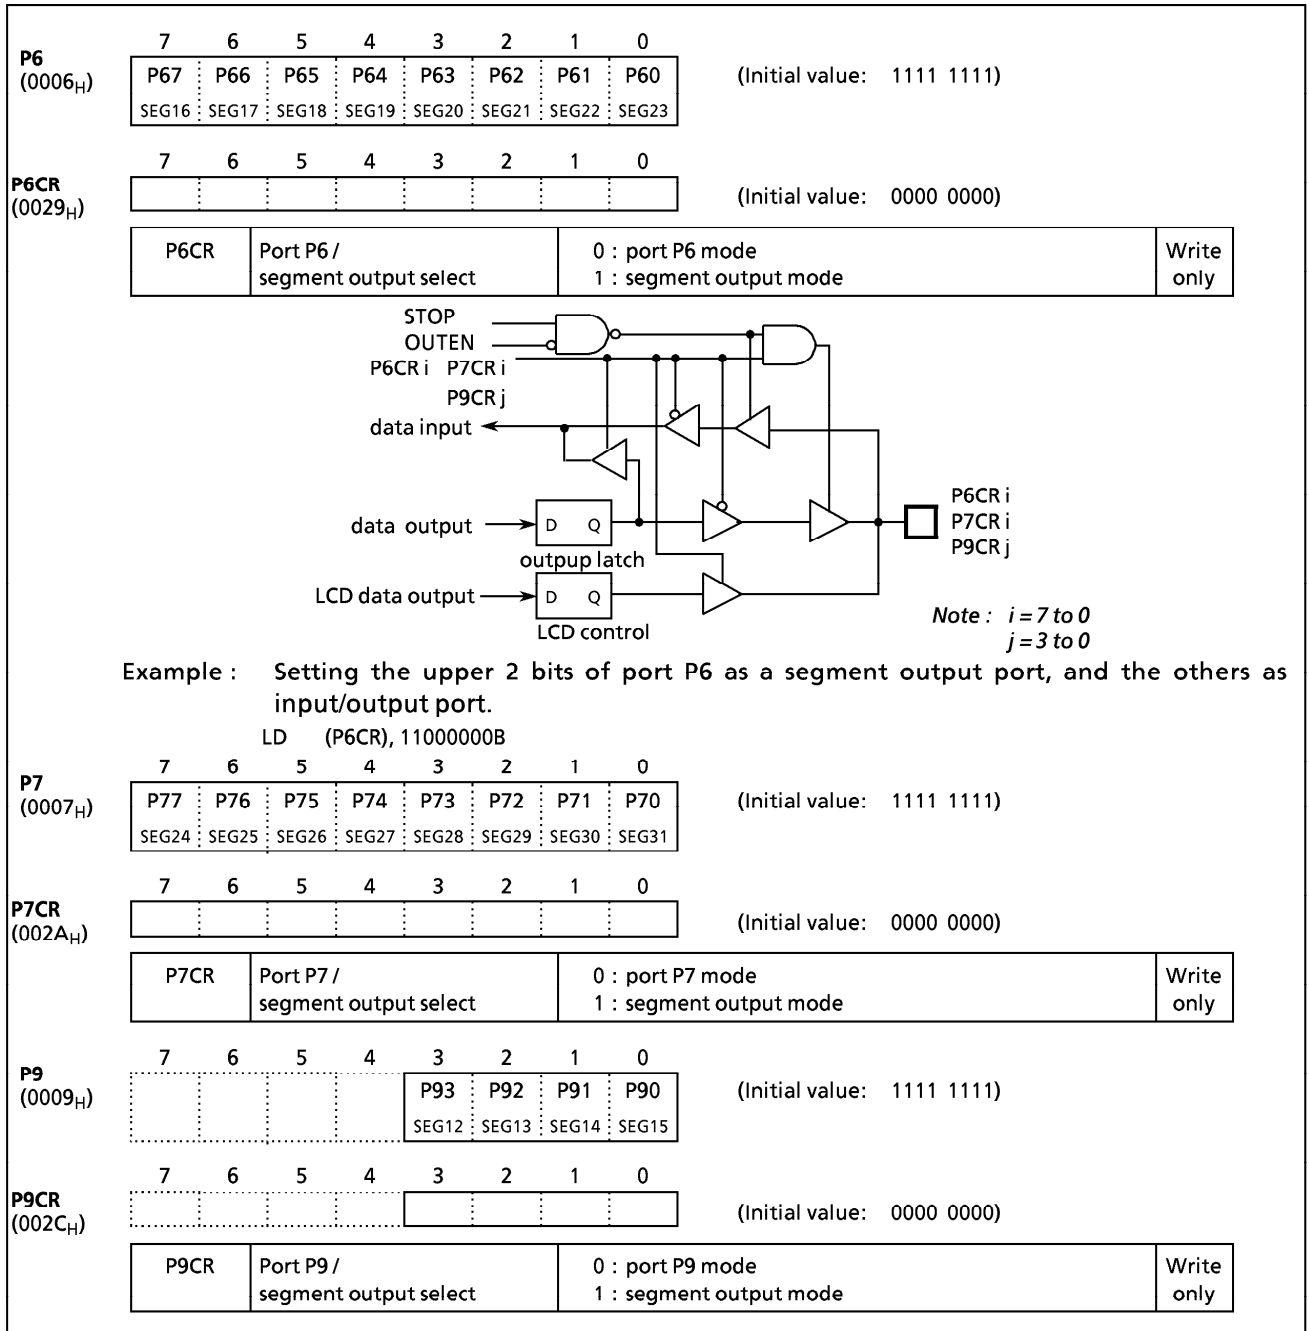 7 6 5 4 3 2 1 0
P6
(0006H)
P67 P66 P65 P64 P63 P62 P61 P60
(Initial value: 1111 1111)
SEG16 SEG17 SEG18 SEG19 SEG20 SEG21 SEG22 SEG23
7 6 5 4 3 2 1 0
P6CR
(0029H)
(Initial value: 0000 0000)
P6CR Port P6 / 0 : port P6 mode Write
segment output select 1 : segment output mode only
STOP
OUTEN
P6CR i P7CR i
P9CR j
data input
P6CR i
P7CR i
P9CR j
data output D Q
outpup latch
LCD data output D Q
LCD control
Note : i = 7 to 0
j = 3 to 0
Example : Setting the upper 2 bits of port P6 as a segment output port, and the others as
input/output port.
LD (P6CR), 11000000B
7 6 5 4 3 2 1 0
P7
(0007H)
P77 P76 P75 P74 P73 P72 P71 P70
(Initial value: 1111 1111)
SEG24 SEG25 SEG26 SEG27 SEG28 SEG29 SEG30 SEG31
7 6 5 4 3 2 1 0
P7CR
(002AH)
(Initial value: 0000 0000)
P7CR Port P7 / 0 : port P7 mode Write
segment output select 1 : segment output mode only
7 6 5 4 3 2 1 0
P9
(0009H)
P93 P92 P91 P90
(Initial value: 1111 1111)
SEG12 SEG13 SEG14 SEG15
7 6 5 4 3 2 1 0
P9CR
(002CH)
(Initial value: 0000 0000)
P9CR Port P9 / 0 : port P9 mode Write
segment output select 1 : segment output mode only